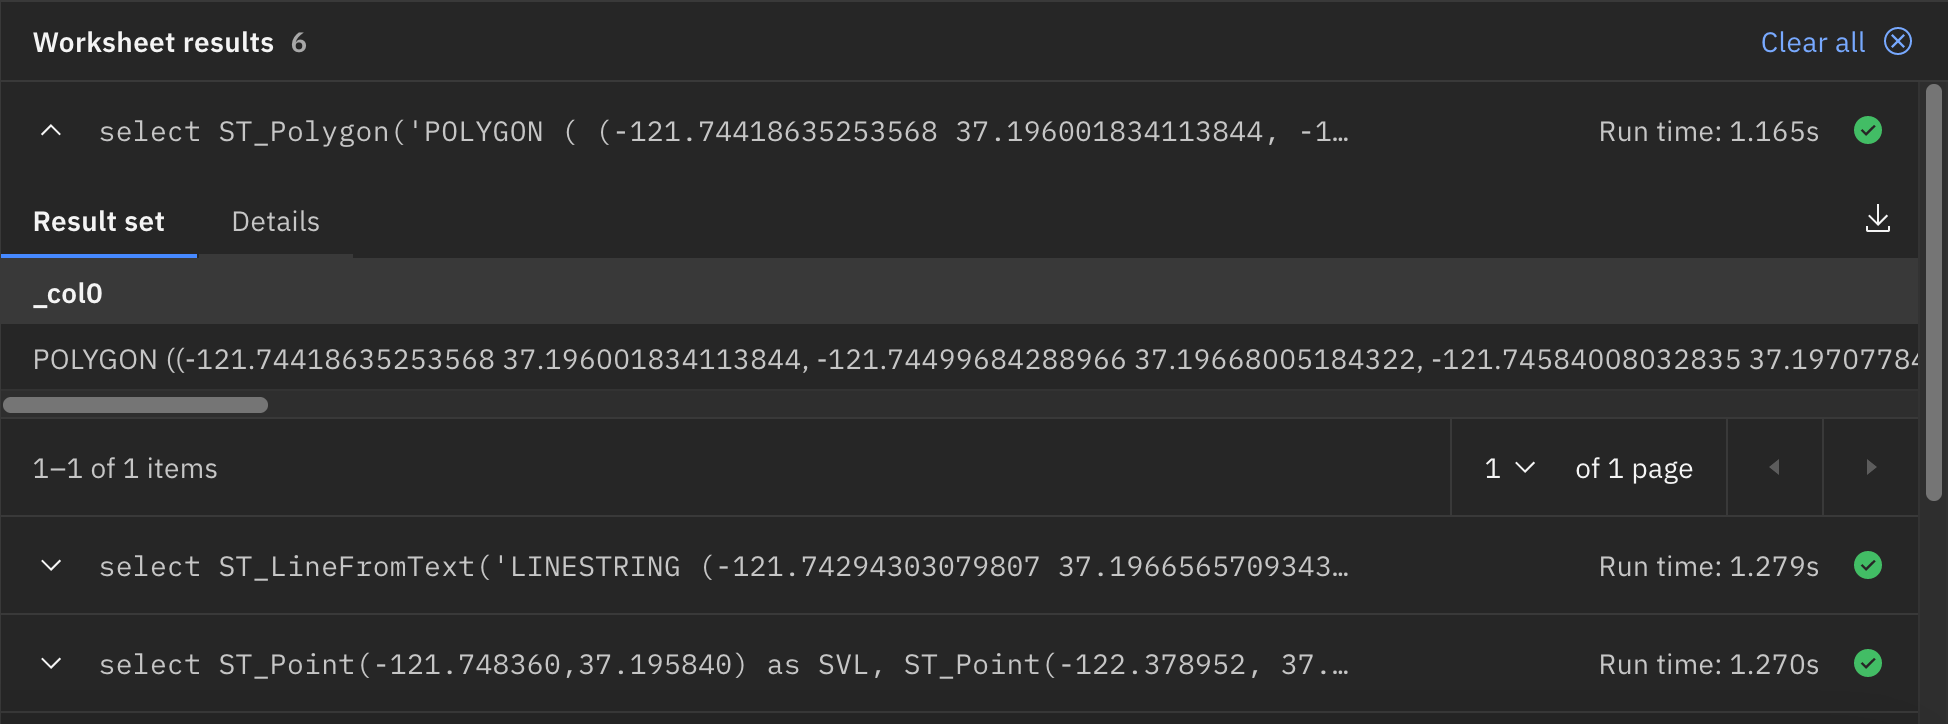 Worksheet results 6
Clear all
select ST_Polygon('POLYGON ( (-121.74418635253568 37.196001834113844, -1…
Run time: 1.165s
Result set
Details
_col0
POLYGON ((-121.74418635253568 37.196001834113844, -121.74499684288966 37.19668005184322, -121.74584008032835 37.19707784
1–1 of 1 items
1
of 1 page
select ST_LineFromText('LINESTRING (-121.74294303079807 37.1966565709343…
Run time: 1.279s
select ST_Point(-121.748360,37.195840) as SVL, ST_Point(-122.378952, 37.…
Run time: 1.270s